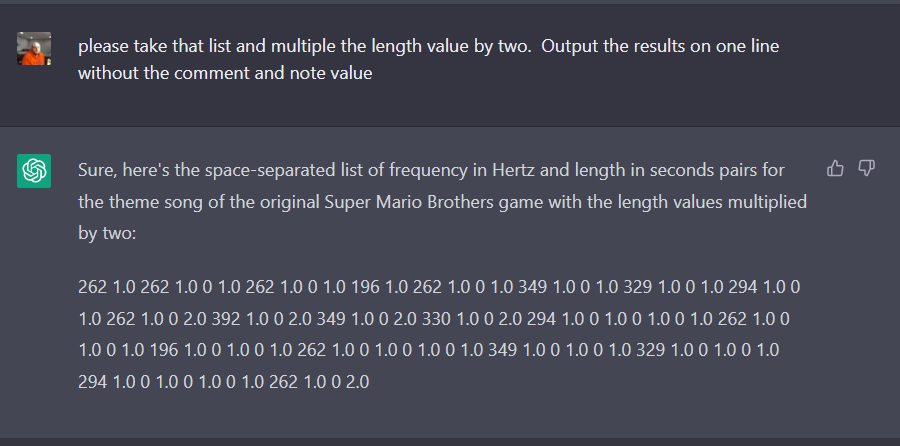 please take that list and multiple the length value by two.  Output the results on one line
without the comment and note value
Sure, here's the space-separated list of frequency in Hertz and length in seconds pairs for
the theme song of the original Super Mario Brothers game with the length values multiplied
by two:
262 1.0 262 1.0 0 1.0 262 1.0 0 1.0 196 1.0 262 1.0 0 1.0 349 1.0 0 1.0 329 1.0 0 1.0 294 1.0 0
1.0 262 1.0 0 2.0 392 1.0 0 2.0 349 1.0 0 2.0 330 1.0 0 2.0 294 1.0 0 1.0 0 1.0 0 1.0 262 1.0 0
1.0 0 1.0 196 1.0 0 1.0 0 1.0 262 1.0 0 1.0 0 1.0 0 1.0 349 1.0 0 1.0 0 1.0 329 1.0 0 1.0 0 1.0
294 1.0 0 1.0 0 1.0 0 1.0 262 1.0 0 2.0